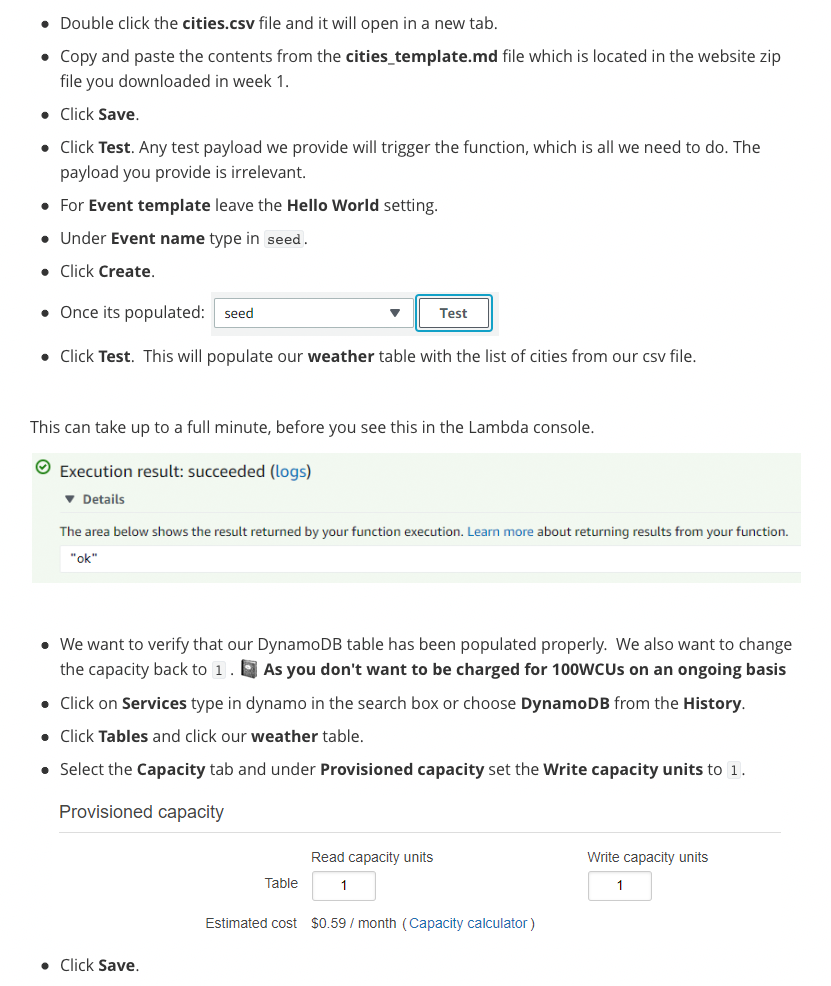 Double click the cities.csv file and it will open in a new tab.
Copy and paste the contents from the cities_template.md file which is located in the website zip
file you downloaded in week 1.
Click Save.
Click Test. Any test payload we provide will trigger the function, which is all we need to do. The
payload you provide is irrelevant.
For Event template leave the Hello World setting.
Under Event name type in seed.
Click Create.
Once its populated: seed Test
Click Test. This will populate our weather table with the list of cities from our csv file.
This can take up to a full minute, before you see this in the Lambda console.
Execution result: succeeded (logs)
Details
The area below shows the result returned by your function execution. Learn more about returning results from your function.
"ok"
We want to verify that our DynamoDB table has been populated properly. We also want to change
the capacity back to 1 . As you don't want to be charged for 100WCUs on an ongoing basis
Click on Services type in dynamo in the search box or choose DynamoDB from the History.
Click Tables and click our weather table.
Select the Capacity tab and under Provisioned capacity set the Write capacity units to 1.
Provisioned capacity
Read capacity units Write capacity units
Table 1 1
Estimated cost $0.59 / month ( Capacity calculator )
Click Save.